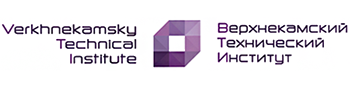 Verkhnekamsky
Technical
Institute
Верхнекамский
Технический
Институт